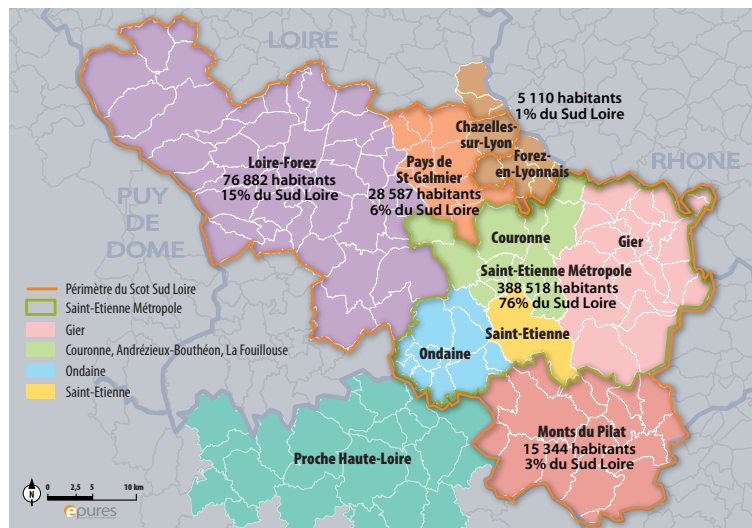 LOIRE
5 110 habitants
1% du Sud Loire
Chazelles-
sur-Lyon
Forez-
en-Lyonnais
RHONE
Loire-Forez
76 882 habitants
15% du Sud Loire
Pays de
St-Galmier
28 587 habitants
6% du Sud Loire
PUY
DE
DOME
Couronne
Gier
Saint-Etienne Métropole
388 518 habitants
76% du Sud Loire
Saint-Etienne
Ondaine
Périmètre du Scot Sud Loire
Saint-Etienne Métropole
Gier
Couronne, Andrézieux-Bouthéon, La Fouillouse
Ondaine
Saint-Etienne
Monts du Pilat
15 344 habitants
3% du Sud Loire
Proche Haute-Loire
N
0 2,5 5 10 km
epures